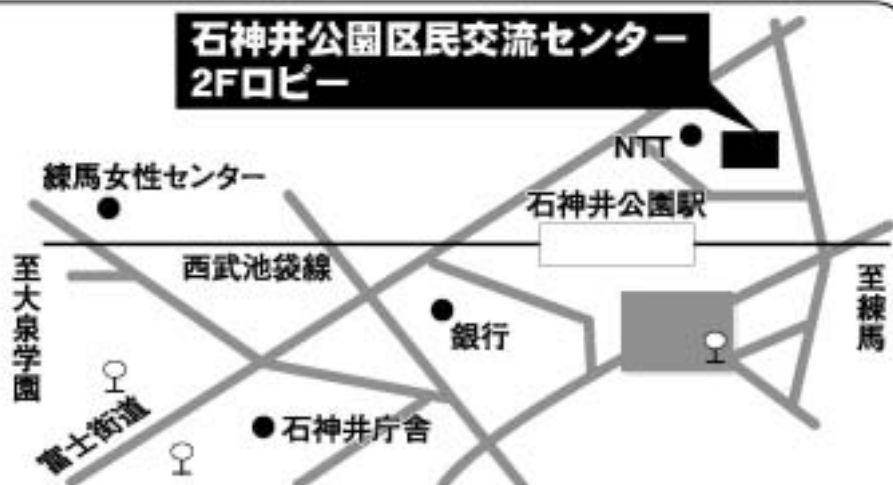 石神井公園区民交流センター
2Fロビー
NTT
練馬女性センター
石神井公園駅
西武池袋線
至大泉学園
至練馬
銀行
富士街道
石神井庁舎